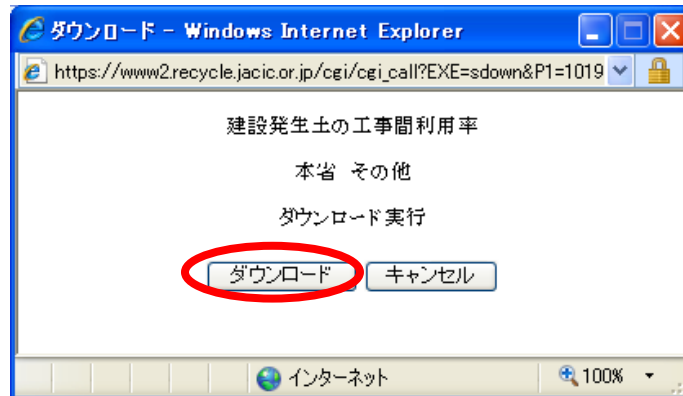 ダウンロード - Windows Internet Explorer
https://www2.recycle.jacic.or.jp/cgi/cgi_call?EXE=sdown&P1=1019
建設発生土の工事間利用率
本省 その他
ダウンロード実行
ダウンロード キャンセル
インターネット 100%